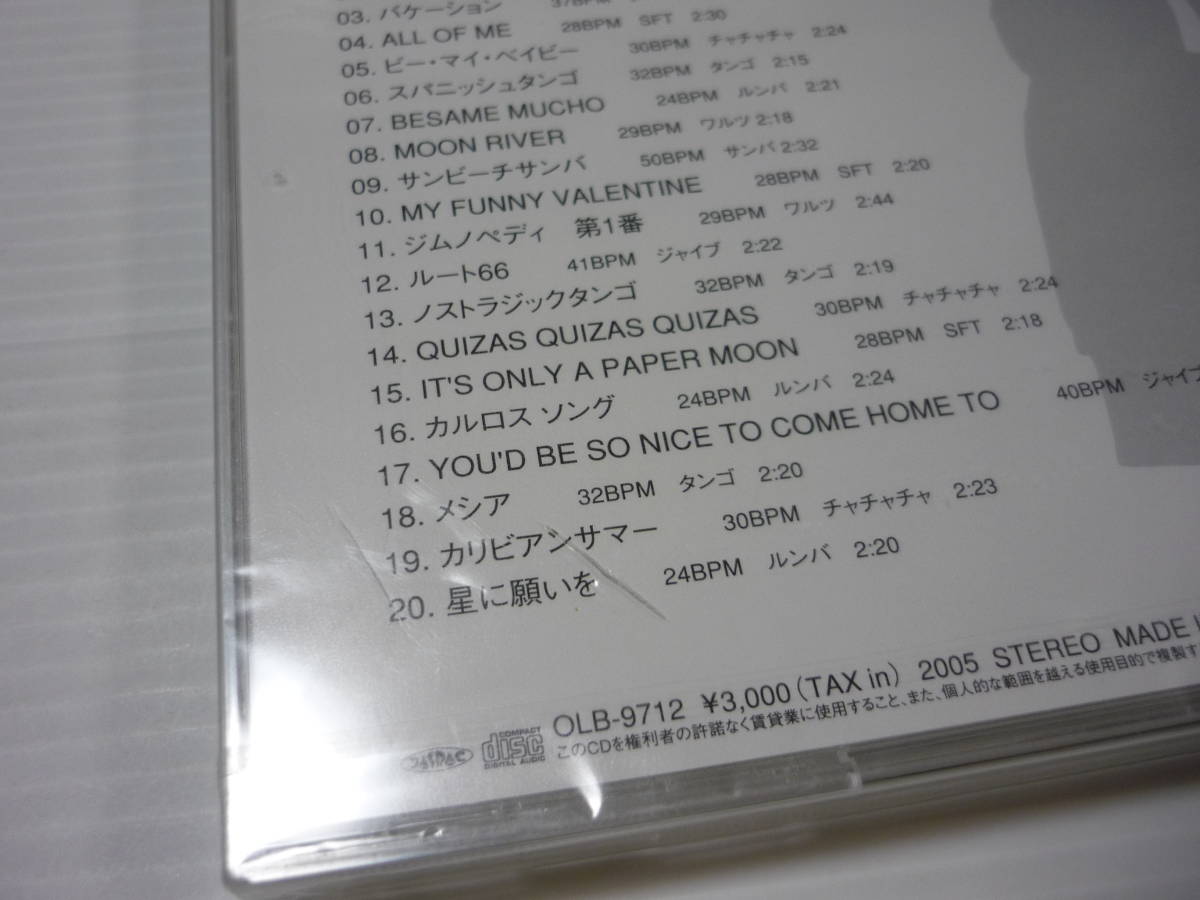 03. バケーション 37BPM
04. ALL OF ME 28BPM SFT 2:30
05. ビー・マイ・ベイビー 30BPM チャチャチャ 2:24
06. スパニッシュタンゴ 32BPM タンゴ 2:15
07. BESAME MUCHO 24BPM ルンバ 2:21
08. MOON RIVER 29BPM ワルツ 2:18
09. サンビーチサンバ 50BPM サンバ 2:32
10. MY FUNNY VALENTINE 28BPM SFT 2:20
11. ジムノペディ 第1番 29BPM ワルツ 2:44
12. ルート66 41BPM ジャイブ 2:22
13. ノストラジックタンゴ 32BPM タンゴ 2:19
14. QUIZAS QUIZAS QUIZAS 30BPM チャチャチャ 2:24
15. IT'S ONLY A PAPER MOON 28BPM SFT 2:18
16. カルロス ソング 24BPM ルンバ 2:24
17. YOU'D BE SO NICE TO COME HOME TO 40BPM ジャイブ
18. メシア 32BPM タンゴ 2:20
19. カリビアンサマー 30BPM チャチャチャ 2:23
20. 星に願いを 24BPM ルンバ 2:20
COMPACT disc DIGITAL AUDIO OLB-9712 ¥3,000(TAX in) 2005 STEREO MADE
このCDを権利者の許諾なく賃貸業に使用すること、また、個人的な範囲を越える使用目的で複製す